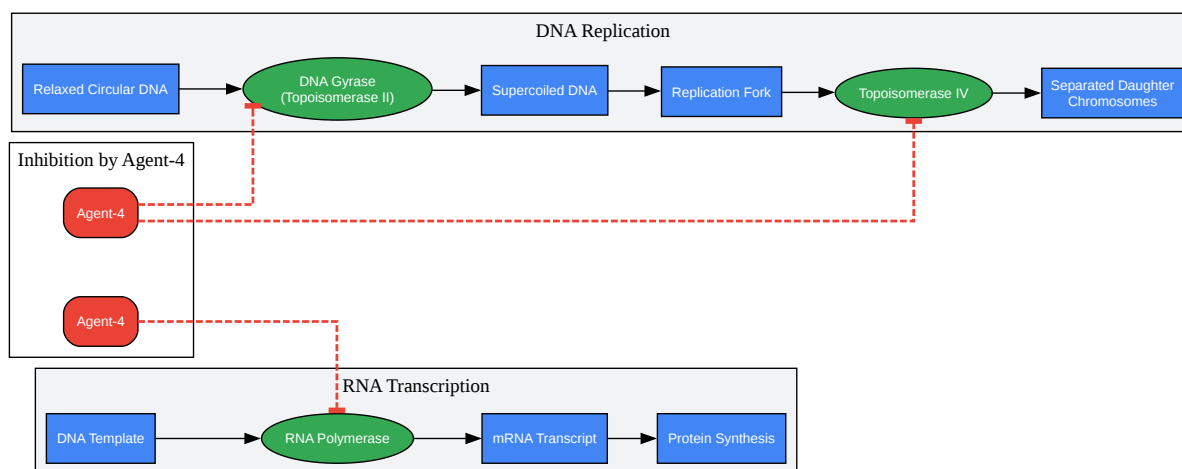 DNA Replication
Relaxed Circular DNA
DNA Gyrase
(Topoisomerase II)
Supercoiled DNA
Replication Fork
Topoisomerase IV
Separated Daughter
Chromosomes
Inhibition by Agent-4
Agent-4
Agent-4
RNA Transcription
DNA Template
RNA Polymerase
mRNA Transcript
Protein Synthesis